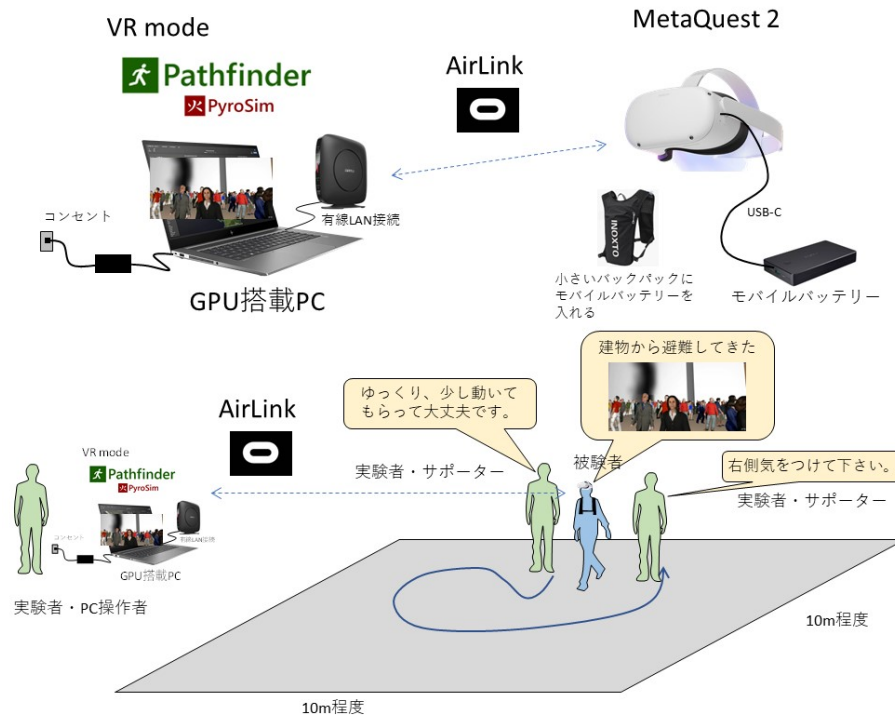 VR mode
MetaQuest 2
Pathfinder
火 PyroSim
AirLink
コンセント
有線LAN接続
GPU搭載PC
INOXTO
USB-C
小さいバックパックに
モバイルバッテリーを
入れる
モバイルバッテリー
建物から避難してきた
ゆっくり、少し動いて
もらって大丈夫です。
AirLink
VR mode
Pathfinder
火 PyroSim
コンセント
有線LAN接続
GPU搭載PC
実験者・PC操作者
実験者・サポーター
被験者
右側気をつけて下さい。
実験者・サポーター
10m程度
10m程度